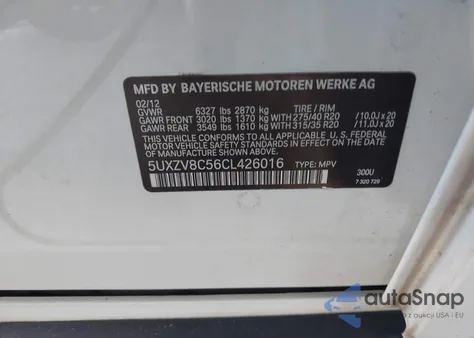 MFD BY BAYERISCHE MOTOREN WERKE AG
02/12
GVWR 6327 lbs 2870 kg TIRE / RIM
GAWR FRONT 3020 lbs 1370 kg 275/40 R20 / 10.0J x 20
GAWR REAR 3549 lbs 1610 kg 315/35 R20 / 11.0J x 20
THIS VEHICLE CONFORMS TO ALL APPLICABLE U.S. FEDERAL
MOTOR VEHICLE SAFETY STANDARDS IN EFFECT ON THE DATE
OF MANUFACTURE SHOWN ABOVE.
5UXZV8C56CL426016 TYPE: MPV
300U
7 320 729
autoSnap
z aukcji USA i EU